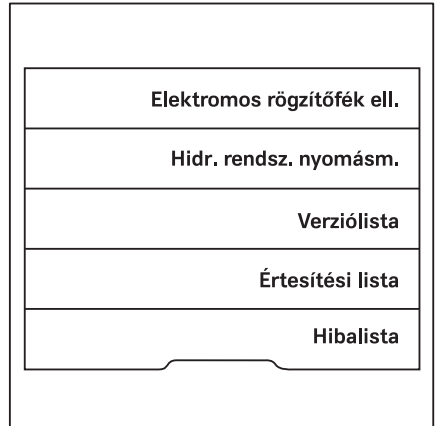 Elektromos rögzítőfék ell.
Hidr. rendsz. nyomásm.
Verziólista
Értesítési lista
Hibalista